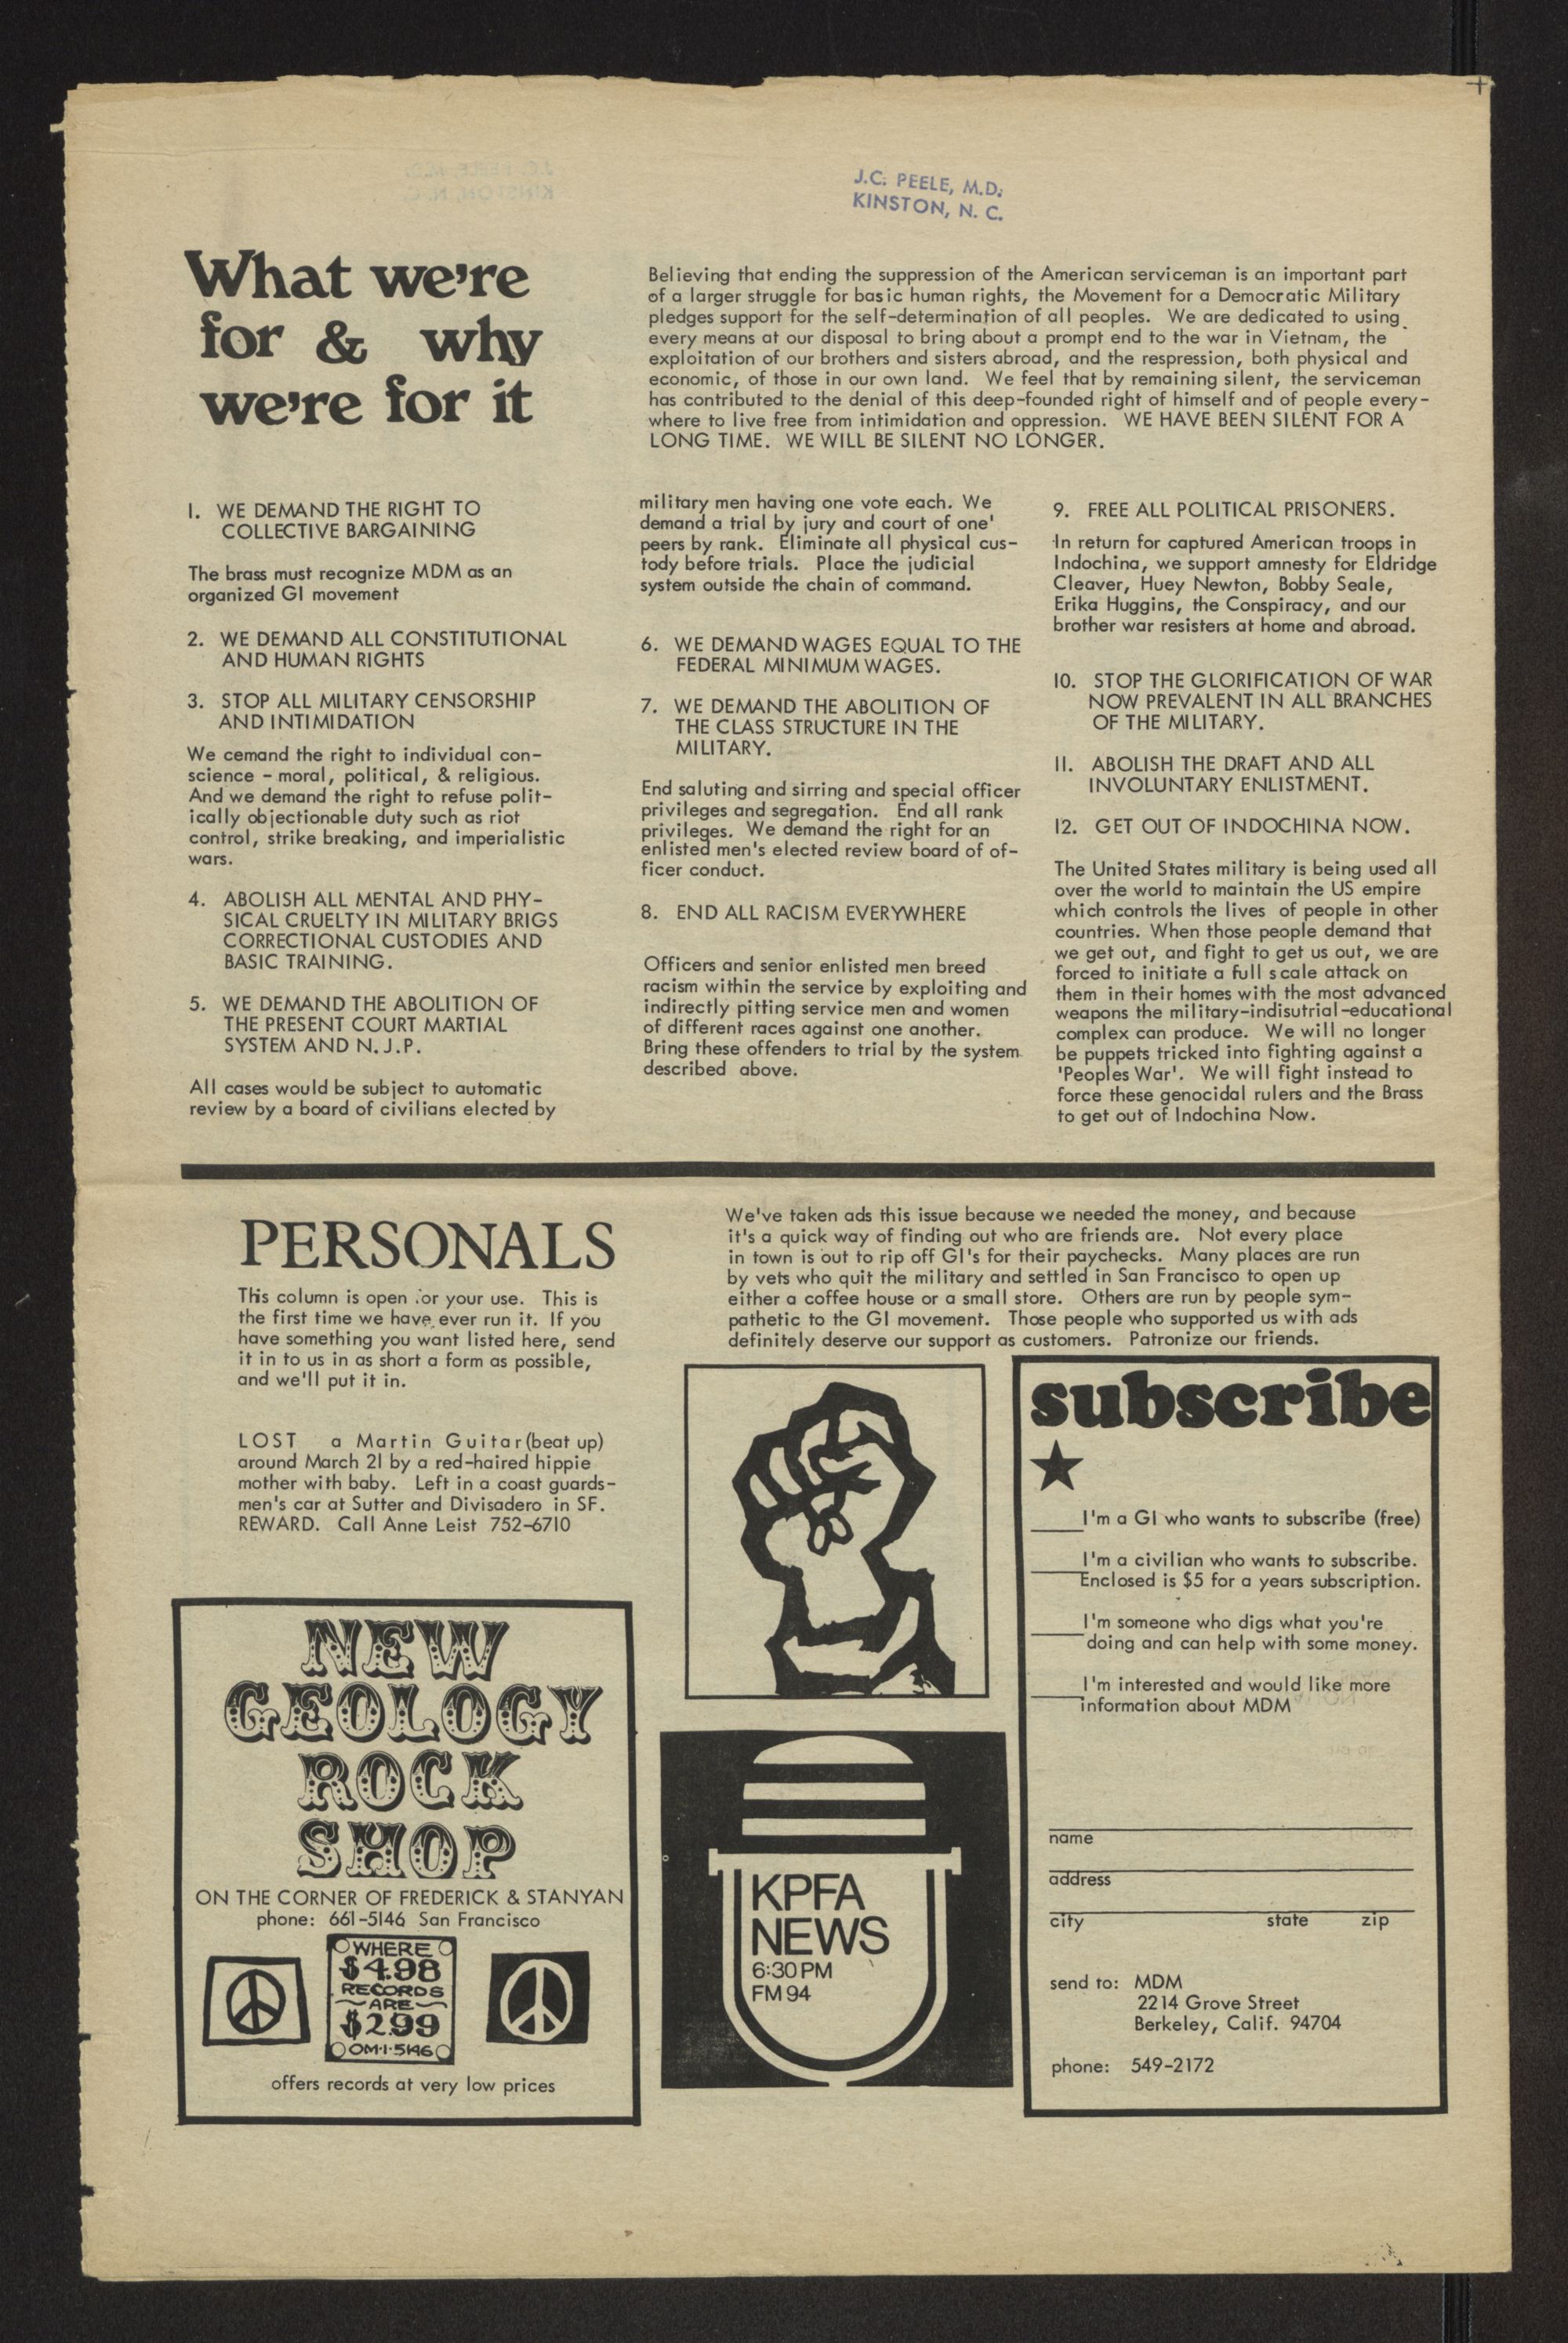 J.C. PEELE, M.D.
KINSTON, N. C.
What we're
for & why
we're for it
Believing that ending the suppression of the American serviceman is an important part
of a larger struggle for basic human rights, the Movement for a Democratic Military
pledges support for the self-determination of all peoples. We are dedicated to using
every means at our disposal to bring about a prompt end to the war in Vietnam, the
exploitation of our brothers and sisters abroad, and the respression, both physical and
economic, of those in our own land. We feel that by remaining silent, the serviceman
has contributed to the denial of this deep-founded right of himself and of people every-
where to live free from intimidation and oppression. WE HAVE BEEN SILENT FOR A
LONG TIME. WE WILL BE SILENT NO LONGER.
1. WE DEMAND THE RIGHT TO
COLLECTIVE BARGAINING
The brass must recognize MDM as an
organized GI movement
2. WE DEMAND ALL CONSTITUTIONAL
AND HUMAN RIGHTS
3. STOP ALL MILITARY CENSORSHIP
AND INTIMIDATION
We cemand the right to individual con-
science - moral, political, & religious.
And we demand the right to refuse polit-
ically objectionable duty such as riot
control, strike breaking, and imperialistic
wars.
4. ABOLISH ALL MENTAL AND PHY-
SICAL CRUELTY IN MILITARY BRIGS
CORRECTIONAL CUSTODIES AND
BASIC TRAINING.
5. WE DEMAND THE ABOLITION OF
THE PRESENT COURT MARTIAL
SYSTEM AND N.J.P.
All cases would be subject to automatic
review by a board of civilians elected by
military men having one vote each. We
demand a trial by jury and court of one'
peers by rank. Eliminate all physical cus-
tody before trials. Place the judicial
system outside the chain of command.
6. WE DEMAND WAGES EQUAL TO THE
FEDERAL MINIMUM WAGES.
7. WE DEMAND THE ABOLITION OF
THE CLASS STRUCTURE IN THE
MILITARY.
End saluting and sirring and special officer
privileges and segregation. End all rank
privileges. We demand the right for an
enlisted men's elected review board of of-
ficer conduct.
8. END ALL RACISM EVERYWHERE
Officers and senior enlisted men breed
racism within the service by exploiting and
indirectly pitting service men and women
of different races against one another.
Bring these offenders to trial by the system
described above.
9. FREE ALL POLITICAL PRISONERS.
In return for captured American troops in
Indochina, we support amnesty for Eldridge
Cleaver, Huey Newton, Bobby Seale,
Erika Huggins, the Conspiracy, and our
brother war resisters at home and abroad.
10. STOP THE GLORIFICATION OF WAR
NOW PREVALENT IN ALL BRANCHES
OF THE MILITARY.
11. ABOLISH THE DRAFT AND ALL
INVOLUNTARY ENLISTMENT.
12. GET OUT OF INDOCHINA NOW.
The United States military is being used all
over the world to maintain the US empire
which controls the lives of people in other
countries. When those people demand that
we get out, and fight to get us out, we are
forced to initiate a full scale attack on
them in their homes with the most advanced
weapons the military-indisutrial-educational
complex can produce. We will no longer
be puppets tricked into fighting against a
'Peoples War'. We will fight instead to
force these genocidal rulers and the Brass
to get out of Indochina Now.
PERSONALS
This column is open for your use. This is
the first time we have ever run it. If you
have something you want listed here, send
it in to us in as short a form as possible,
and we'll put it in.
LOST a Martin Guitar (beat up)
around March 21 by a red-haired hippie
mother with baby. Left in a coast guards-
men's car at Sutter and Divisadero in SF.
REWARD. Call Anne Leist 752-6710
We've taken ads this issue because we needed the money, and because
it's a quick way of finding out who are friends are. Not every place
in town is out to rip off GI's for their paychecks. Many places are run
by vets who quit the military and settled in San Francisco to open up
either a coffee house or a small store. Others are run by people sym-
pathetic to the GI movement. Those people who supported us with ads
definitely deserve our support as customers. Patronize our friends.
NEW
GEOLOGY
ROCK
SHOP
ON THE CORNER OF FREDERICK & STANYAN
phone: 661-5146 San Francisco
WHERE
$4.98
RECORDS
ARE
$2.99
OM·1·5146
offers records at very low prices
KPFA
NEWS
6:30 PM
FM 94
subscribe
I'm a GI who wants to subscribe (free)
I'm a civilian who wants to subscribe.
Enclosed is $5 for a years subscription.
I'm someone who digs what you're
doing and can help with some money.
I'm interested and would like more
information about MDM
name
address
city state zip
send to: MDM
2214 Grove Street
Berkeley, Calif. 94704
phone: 549-2172